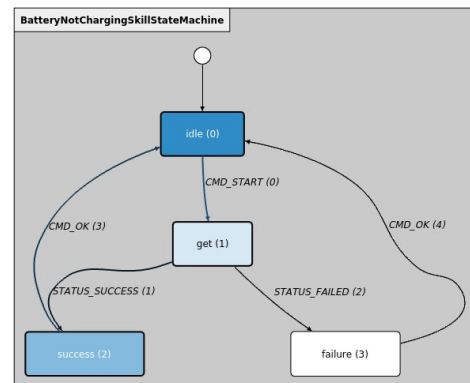 BatteryNotChargingSkillStateMachine
idle (0)
CMD_START (0)
CMD_OK (3)
get (1)
CMD_OK (4)
STATUS_SUCCESS (1)
STATUS_FAILED (2)
success (2)
failure (3)